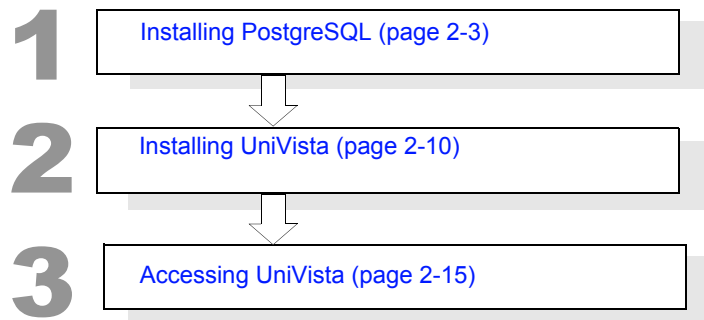 1
Installing PostgreSQL (page 2-3)
2
Installing UniVista (page 2-10)
3
Accessing UniVista (page 2-15)